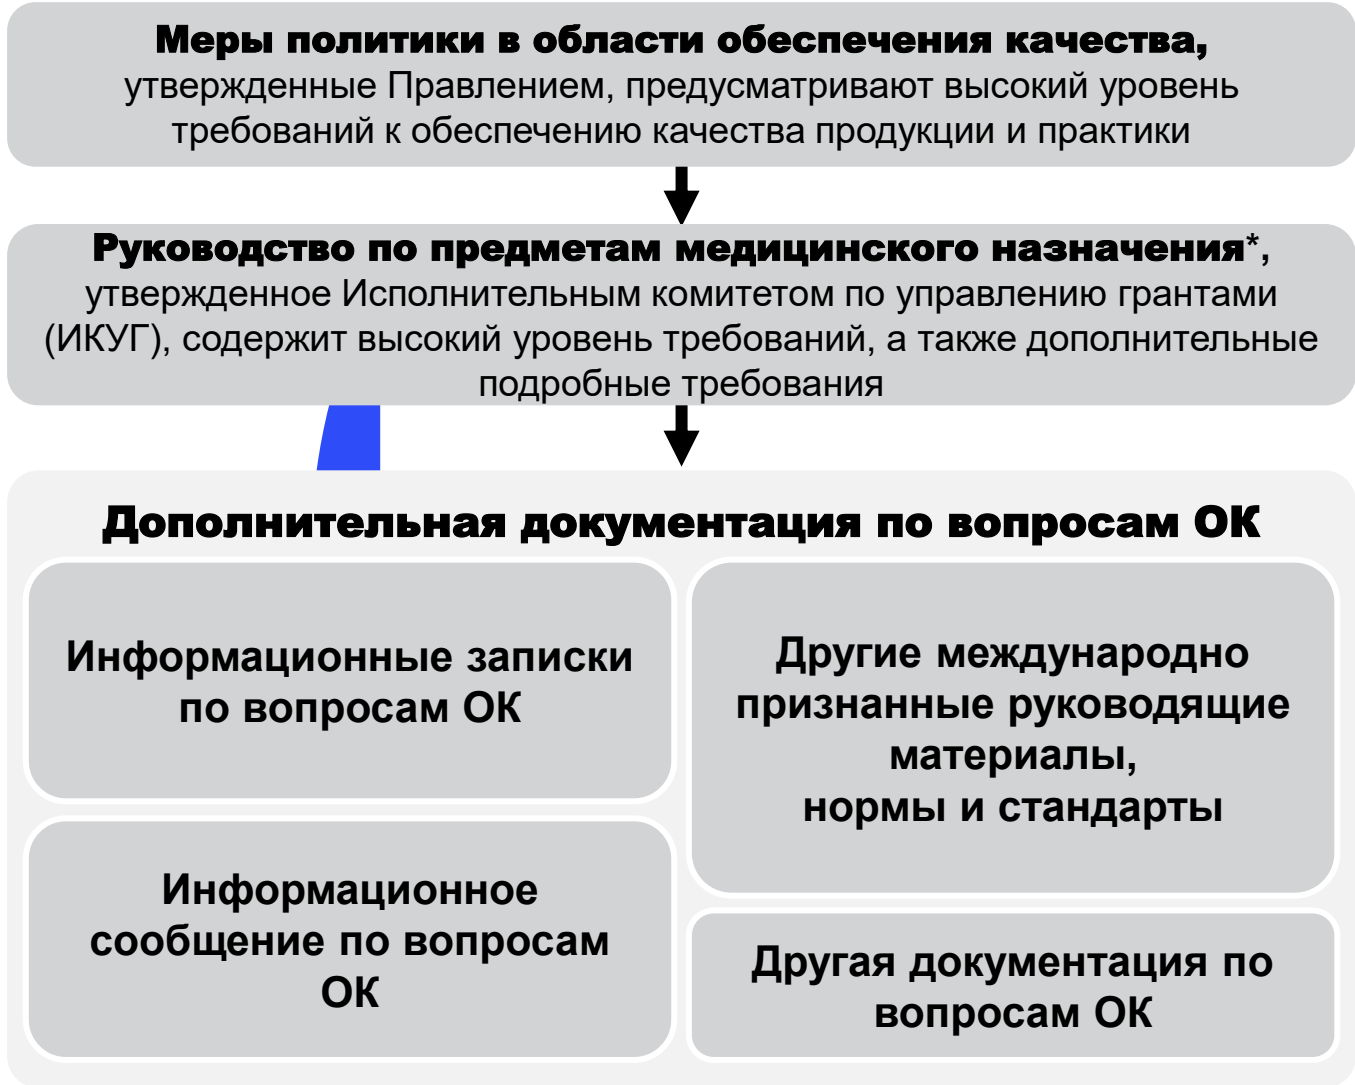 Меры политики в области обеспечения качества,
утвержденные Правлением, предусматривают высокий уровень
требований к обеспечению качества продукции и практики
Руководство по предметам медицинского назначения*,
утвержденное Исполнительным комитетом по управлению грантами
(ИКУГ), содержит высокий уровень требований, а также дополнительные
подробные требования
Дополнительная документация по вопросам ОК
Информационные записки
по вопросам ОК
Другие международно
признанные руководящие
материалы,
нормы и стандарты
Информационное
сообщение по вопросам
ОК
Другая документация по
вопросам ОК